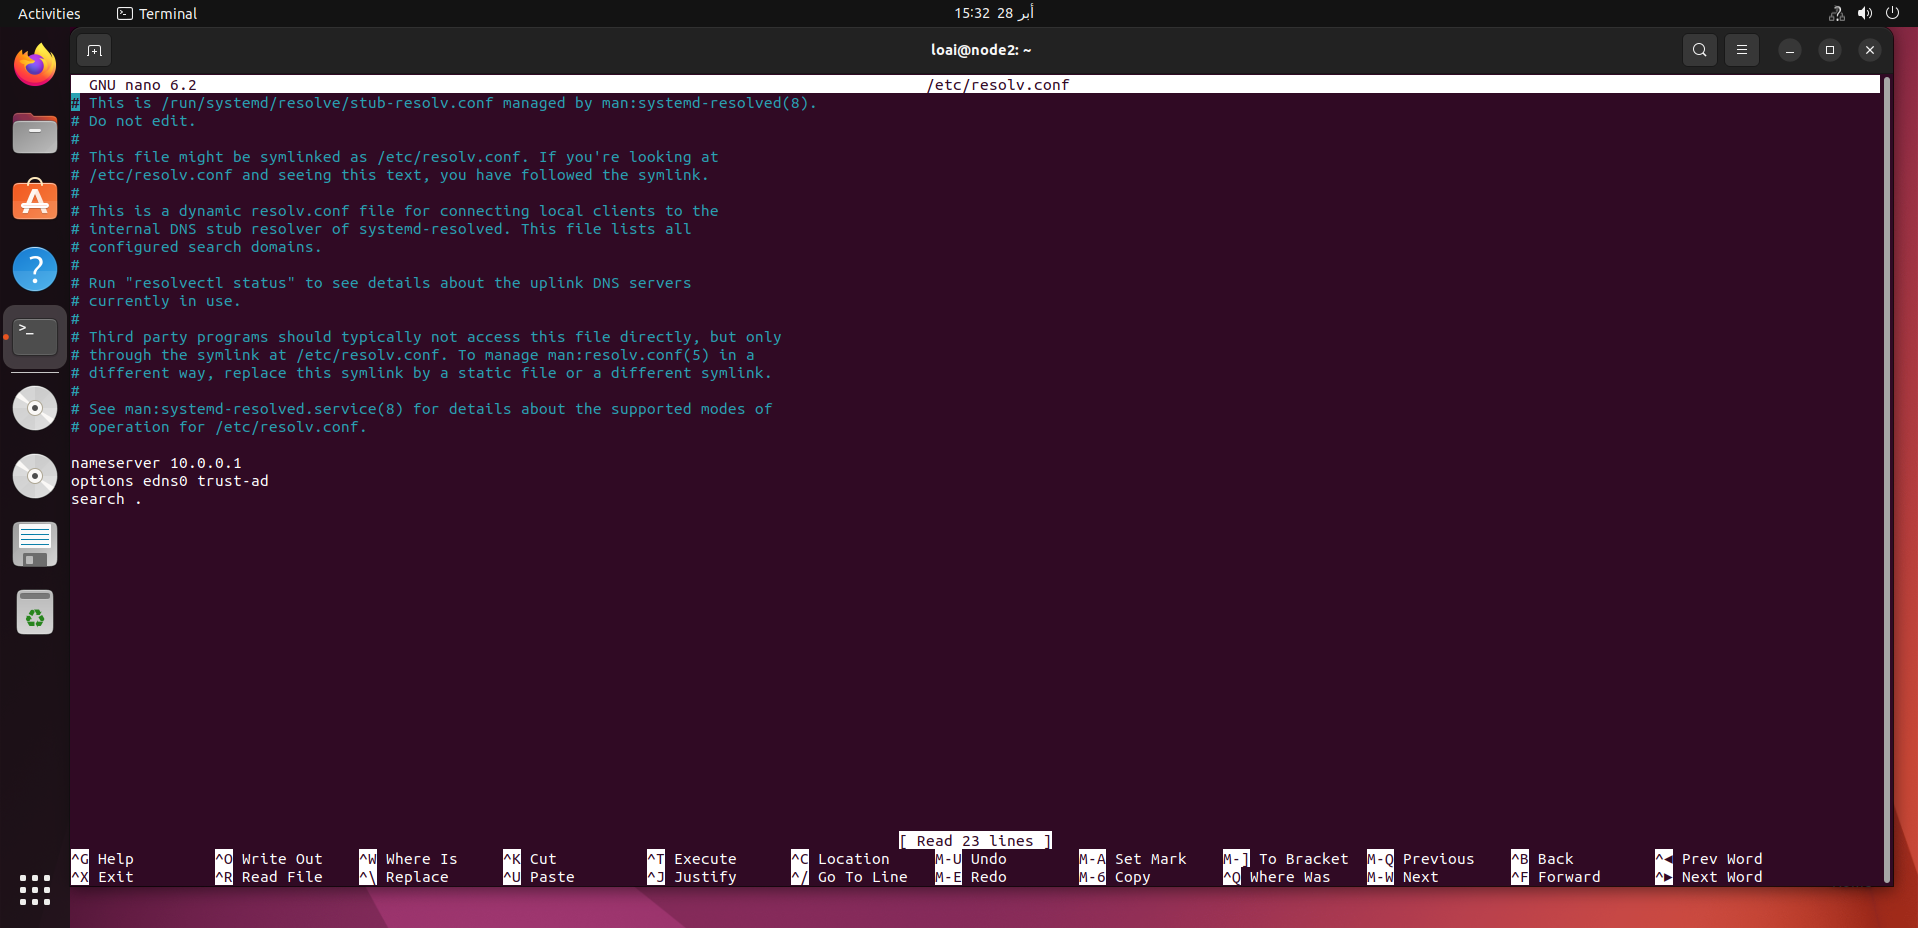 Activities
Terminal
15:32 28 أبر
loai@node2: ~
GNU nano 6.2
/etc/resolv.conf
# This is /run/systemd/resolve/stub-resolv.conf managed by man:systemd-resolved(8).
# Do not edit.
#
# This file might be symlinked as /etc/resolv.conf. If you're looking at
# /etc/resolv.conf and seeing this text, you have followed the symlink.
#
# This is a dynamic resolv.conf file for connecting local clients to the
# internal DNS stub resolver of systemd-resolved. This file lists all
# configured search domains.
#
# Run "resolvectl status" to see details about the uplink DNS servers
# currently in use.
#
# Third party programs should typically not access this file directly, but only
# through the symlink at /etc/resolv.conf. To manage man:resolv.conf(5) in a
# different way, replace this symlink by a static file or a different symlink.
#
# See man:systemd-resolved.service(8) for details about the supported modes of
# operation for /etc/resolv.conf.
nameserver 10.0.0.1
options edns0 trust-ad
search .
[ Read 23 lines ]
^G Help ^O Write Out ^W Where Is ^K Cut ^T Execute ^C Location M-U Undo M-A Set Mark M-] To Bracket M-Q Previous ^B Back ^◄ Prev Word
^X Exit ^R Read File ^\ Replace ^U Paste ^J Justify ^/ Go To Line M-E Redo M-6 Copy ^Q Where Was M-W Next ^F Forward ^► Next Word